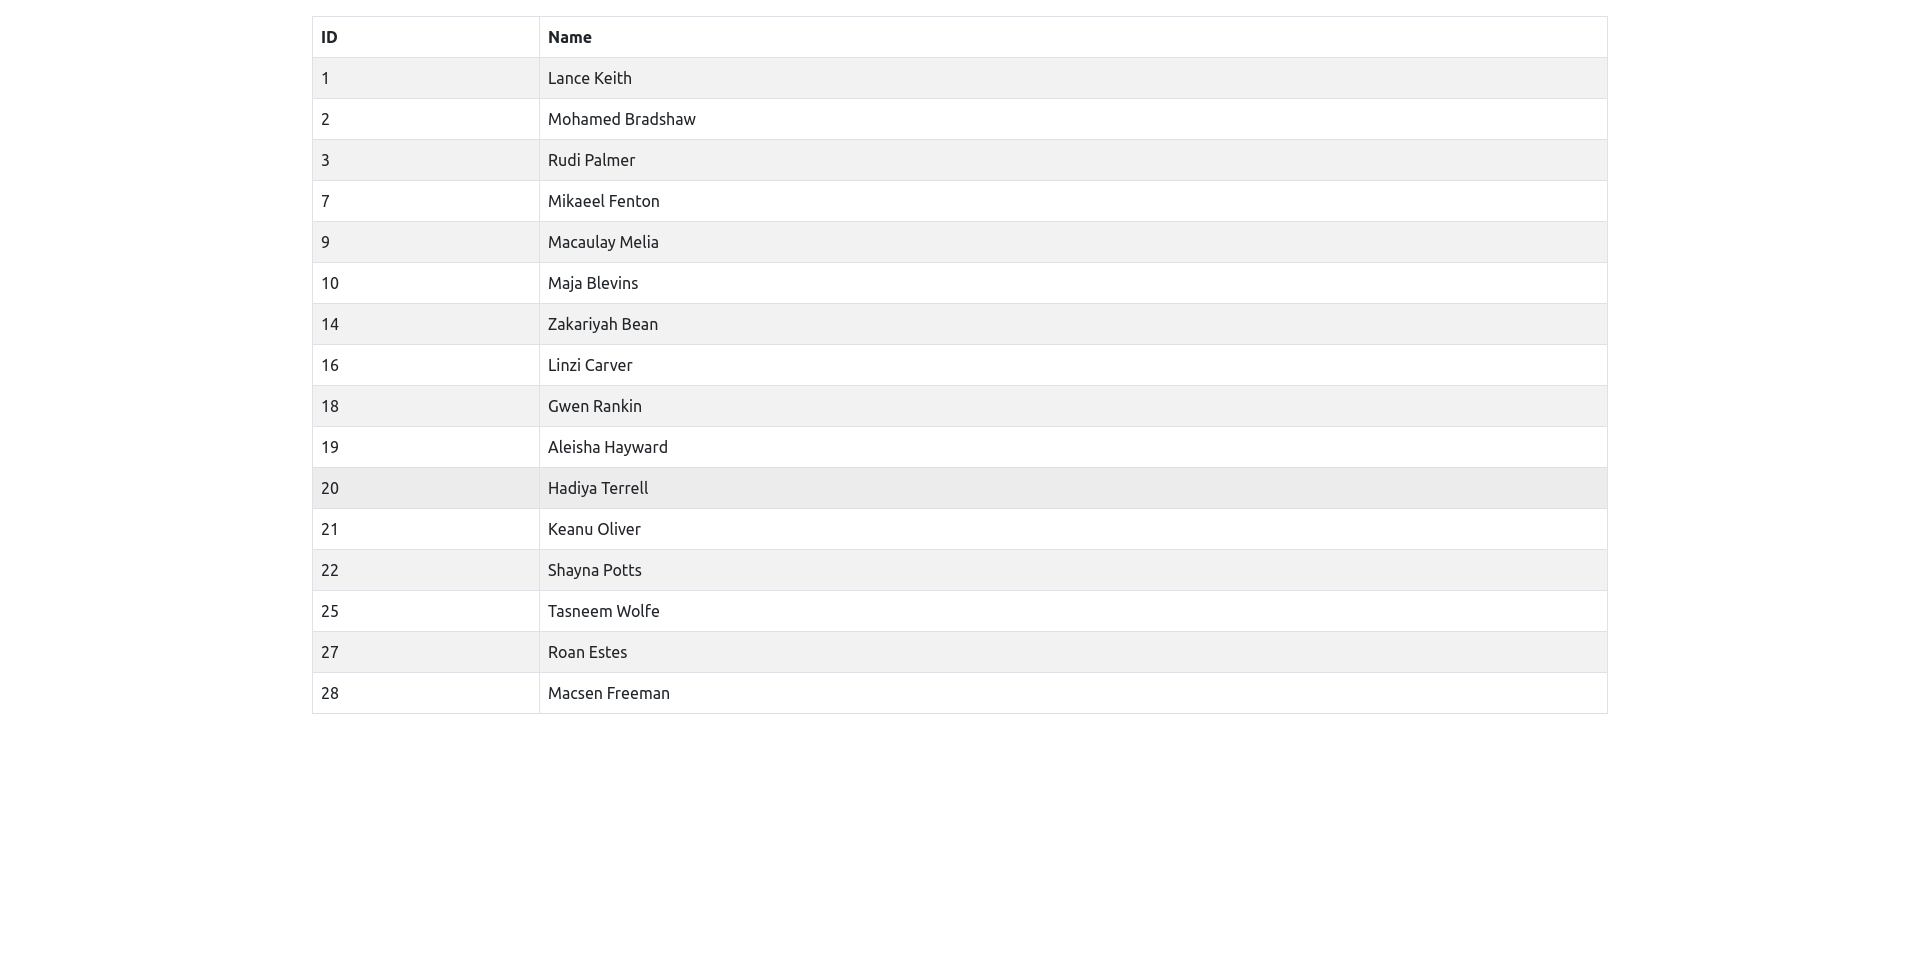 ID Name
1 Lance Keith
2 Mohamed Bradshaw
3 Rudi Palmer
7 Mikaeel Fenton
9 Macaulay Melia
10 Maja Blevins
14 Zakariyah Bean
16 Linzi Carver
18 Gwen Rankin
19 Aleisha Hayward
20 Hadiya Terrell
21 Keanu Oliver
22 Shayna Potts
25 Tasneem Wolfe
27 Roan Estes
28 Macsen Freeman